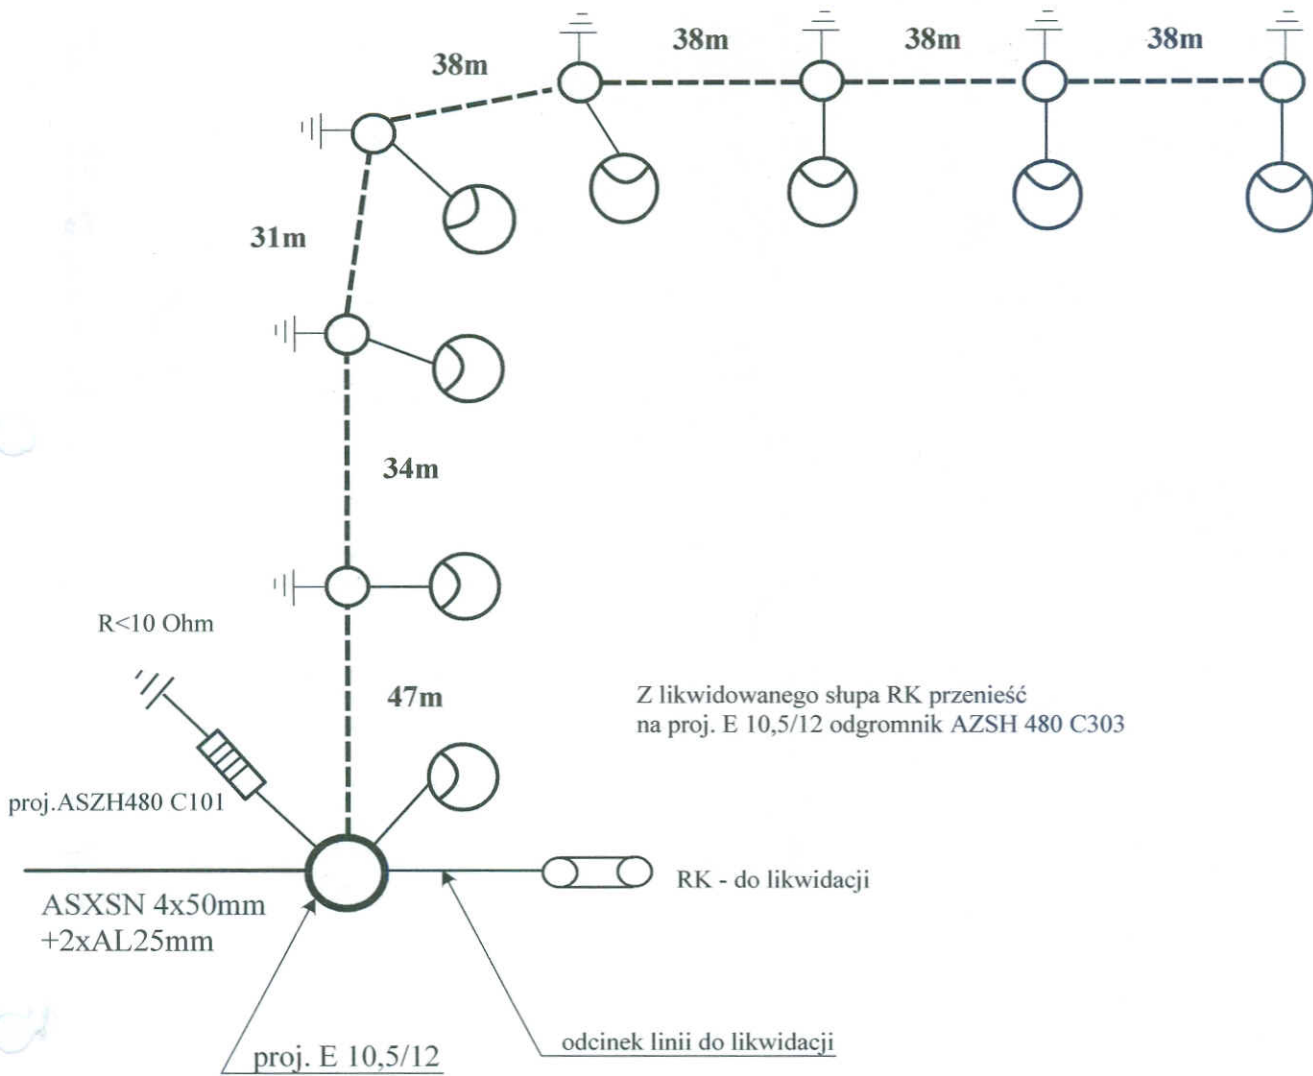 38m
38m
38m
38m
31m
34m
R<10 Ohm
47m
Z likwidowanego słupa RK przenieść
na proj. E 10,5/12 odgromnik AZSH 480 C303
proj.ASZH480 C101
RK - do likwidacji
ASXSN 4x50mm
+2xAL25mm
odcinek linii do likwidacji
proj. E 10,5/12